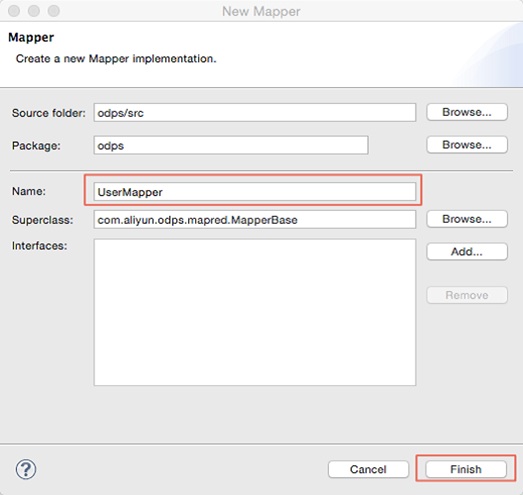 New Mapper
Mapper
Create a new Mapper implementation.
Source folder: odps/src Browse...
Package: odps Browse...
Name: UserMapper
Superclass: com.aliyun.odps.mapred.MapperBase Browse...
Interfaces:
Add...
Remove
? Cancel Finish